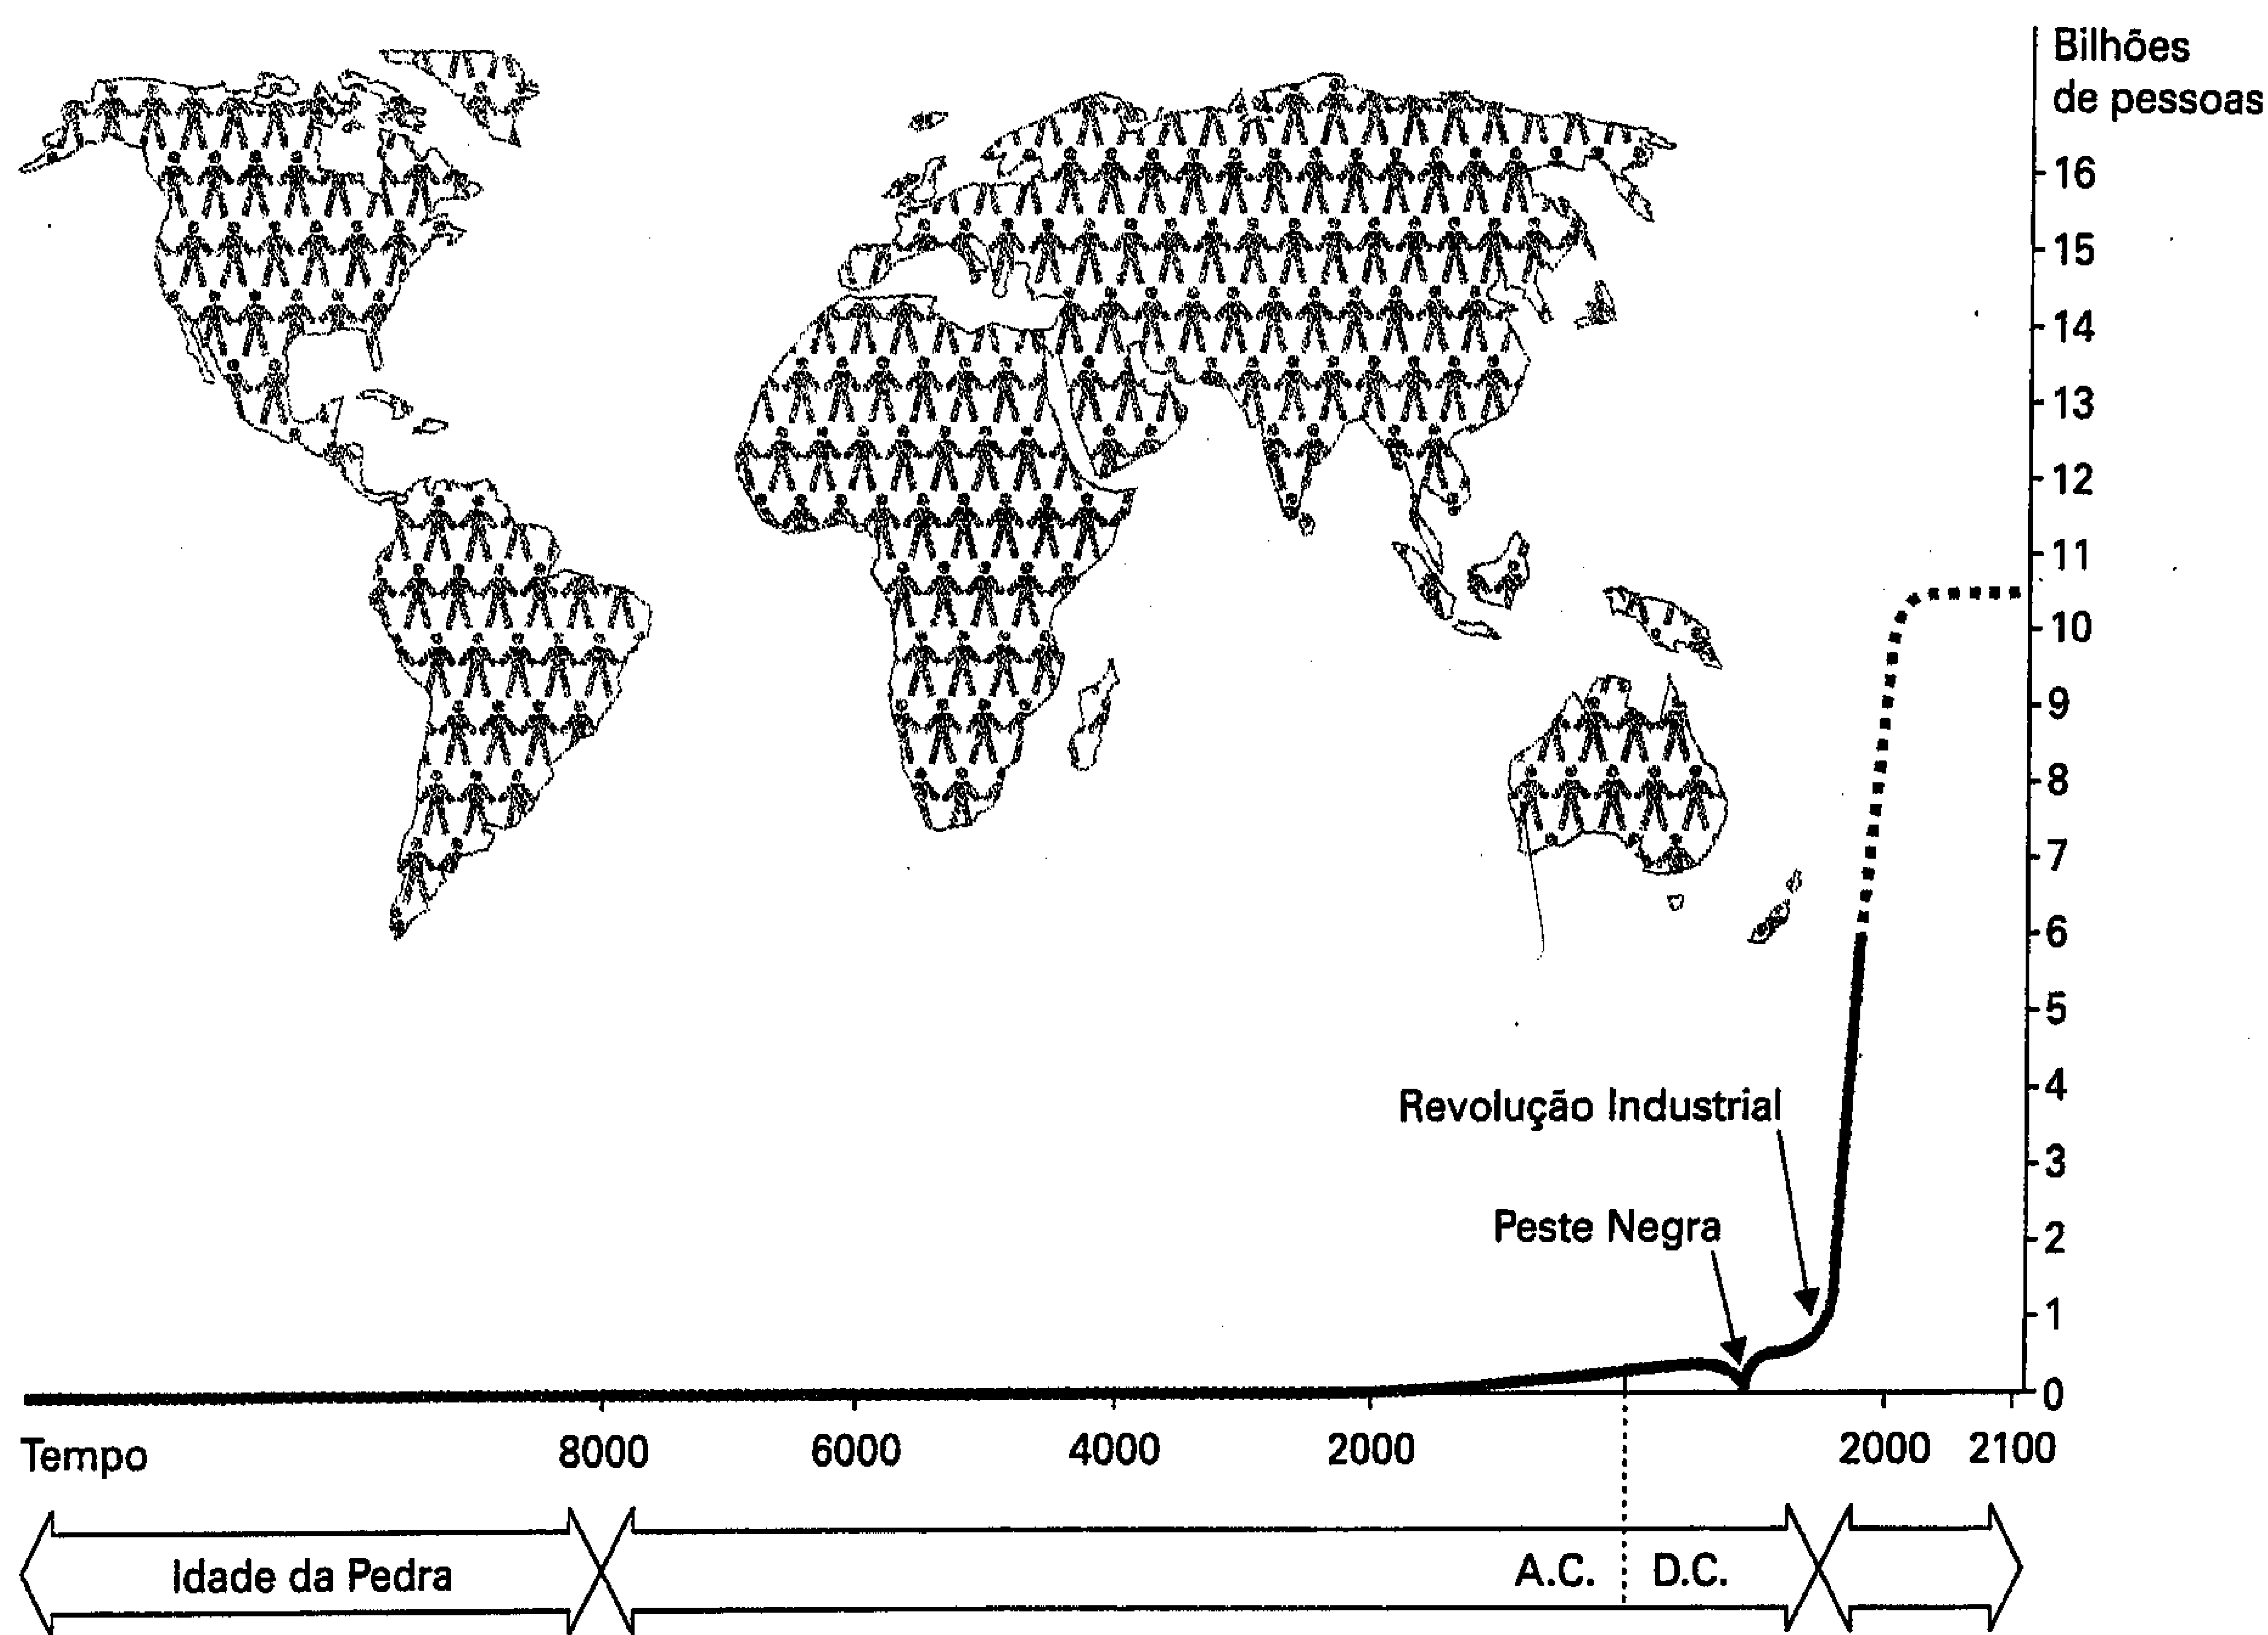 Bilhões
de pessoas
16
15
14
13
12
11
10
9
8
7
6
5
4
3
2
1
0
Revolução Industrial
Peste Negra
Tempo
8000
6000
4000
2000
2000
2100
Idade da Pedra
A.C.
D.C.